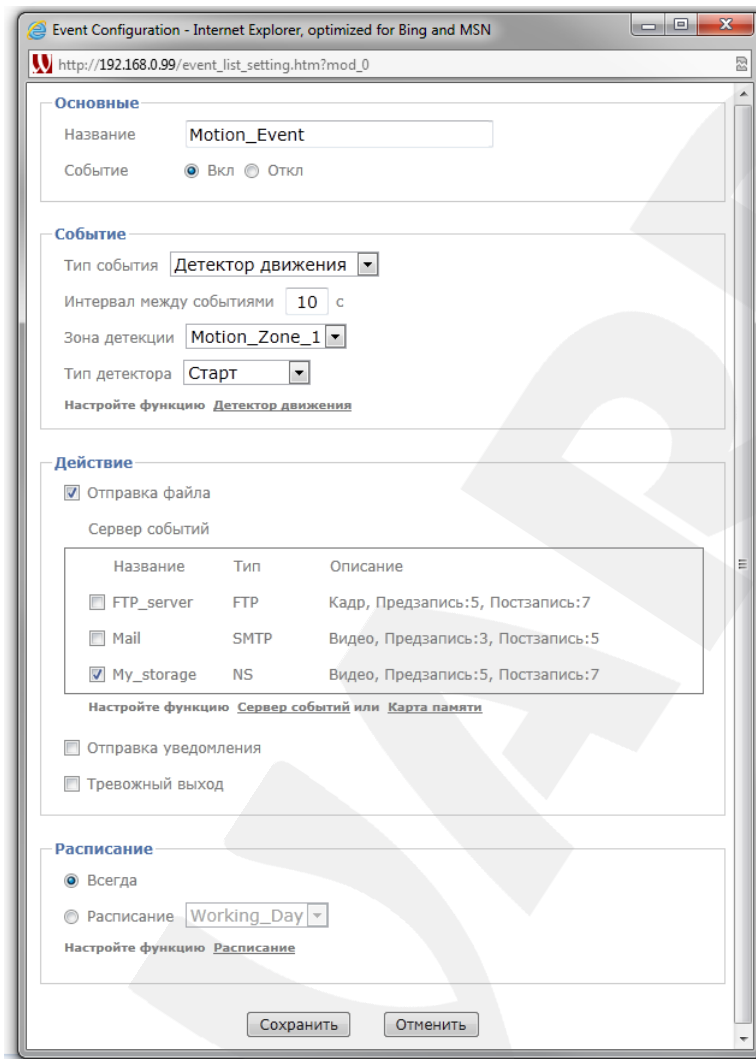 Event Configuration - Internet Explorer, optimized for Bing and MSN
http://192.168.0.99/event_list_setting.htm?mod_0
Основные
Название Motion_Event
Событие Вкл Откл
Событие
Тип события Детектор движения
Интервал между событиями 10 с
Зона детекции Motion_Zone_1
Тип детектора Старт
Настройте функцию Детектор движения
Действие
Отправка файла
Сервер событий
Название Тип Описание
FTP_server FTP Кадр, Предзапись:5, Постзапись:7
Mail SMTP Видео, Предзапись:3, Постзапись:5
My_storage NS Видео, Предзапись:5, Постзапись:7
Настройте функцию Сервер событий или Карта памяти
Отправка уведомления
Тревожный выход
Расписание
Всегда
Расписание Working_Day
Настройте функцию Расписание
Сохранить Отменить